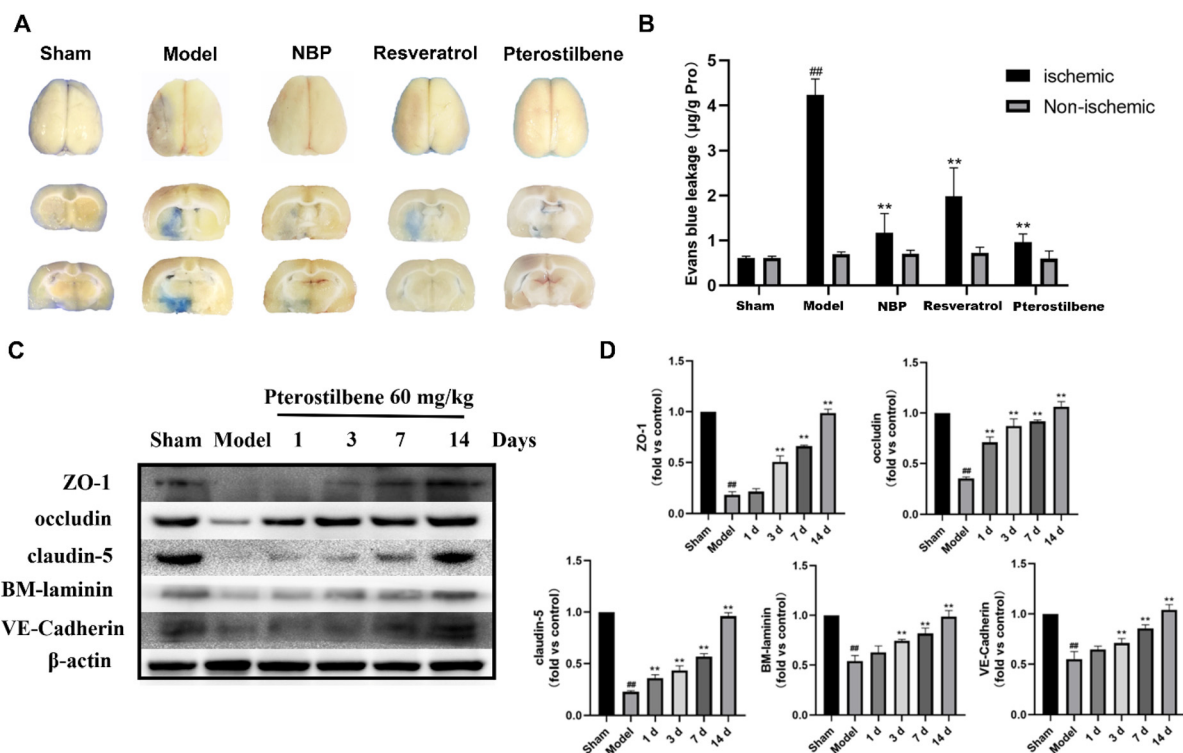 A
Sham Model NBP Resveratrol Pterostilbene
B
Evans blue leakage (μg/g Pro)
5
4
3
2
1
0
##
**
**
**
ischemic
Non-ischemic
Sham Model NBP Resveratrol Pterostilbene
C
Pterostilbene 60 mg/kg
Sham Model 1 3 7 14 Days
ZO-1
occludin
claudin-5
BM-laminin
VE-Cadherin
β-actin
D
ZO-1
(fold vs control)
1.5
1.0
0.5
0.0
##
**
**
**
Sham Model 1 d 3 d 7 d 14 d
occludin
(fold vs control)
1.5
1.0
0.5
0.0
##
**
**
**
**
Sham Model 1 d 3 d 7 d 14 d
claudin-5
(fold vs control)
1.5
1.0
0.5
0.0
##
**
**
**
**
Sham Model 1 d 3 d 7 d 14 d
BM-laminin
(fold vs control)
1.5
1.0
0.5
0.0
##
**
**
**
Sham Model 1 d 3 d 7 d 14 d
VE-Cadherin
(fold vs control)
1.5
1.0
0.5
0.0
##
**
**
**
Sham Model 1 d 3 d 7 d 14 d